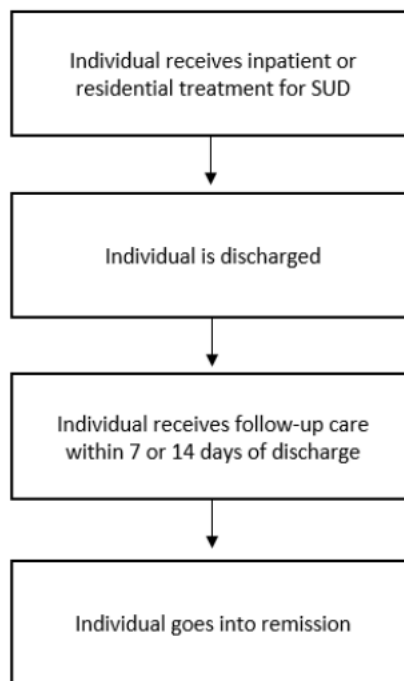 Individual receives inpatient or
residential treatment for SUD
Individual is discharged
Individual receives follow-up care
within 7 or 14 days of discharge
Individual goes into remission